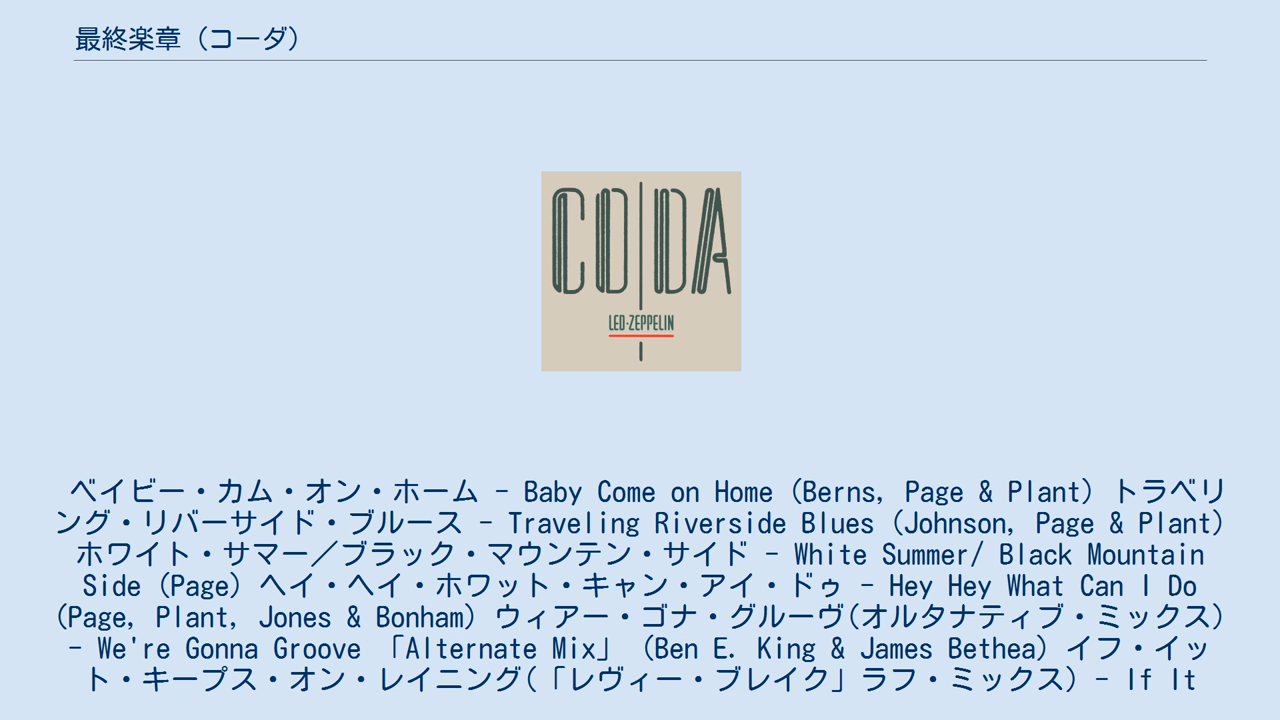 最終楽章（コーダ）
CODA
LED-ZEPPELIN
ベイビー・カム・オン・ホーム - Baby Come on Home (Berns, Page & Plant) トラベリ
ング・リバーサイド・ブルース - Traveling Riverside Blues (Johnson, Page & Plant)
ホワイト・サマー／ブラック・マウンテン・サイド - White Summer/ Black Mountain
Side (Page) ヘイ・ヘイ・ホワット・キャン・アイ・ドゥ - Hey Hey What Can I Do
(Page, Plant, Jones & Bonham) ウィアー・ゴナ・グルーヴ(オルタナティブ・ミックス)
- We're Gonna Groove 「Alternate Mix」 (Ben E. King & James Bethea) イフ・イッ
ト・キープス・オン・レイニング(「レヴィー・ブレイク」ラフ・ミックス) - If It